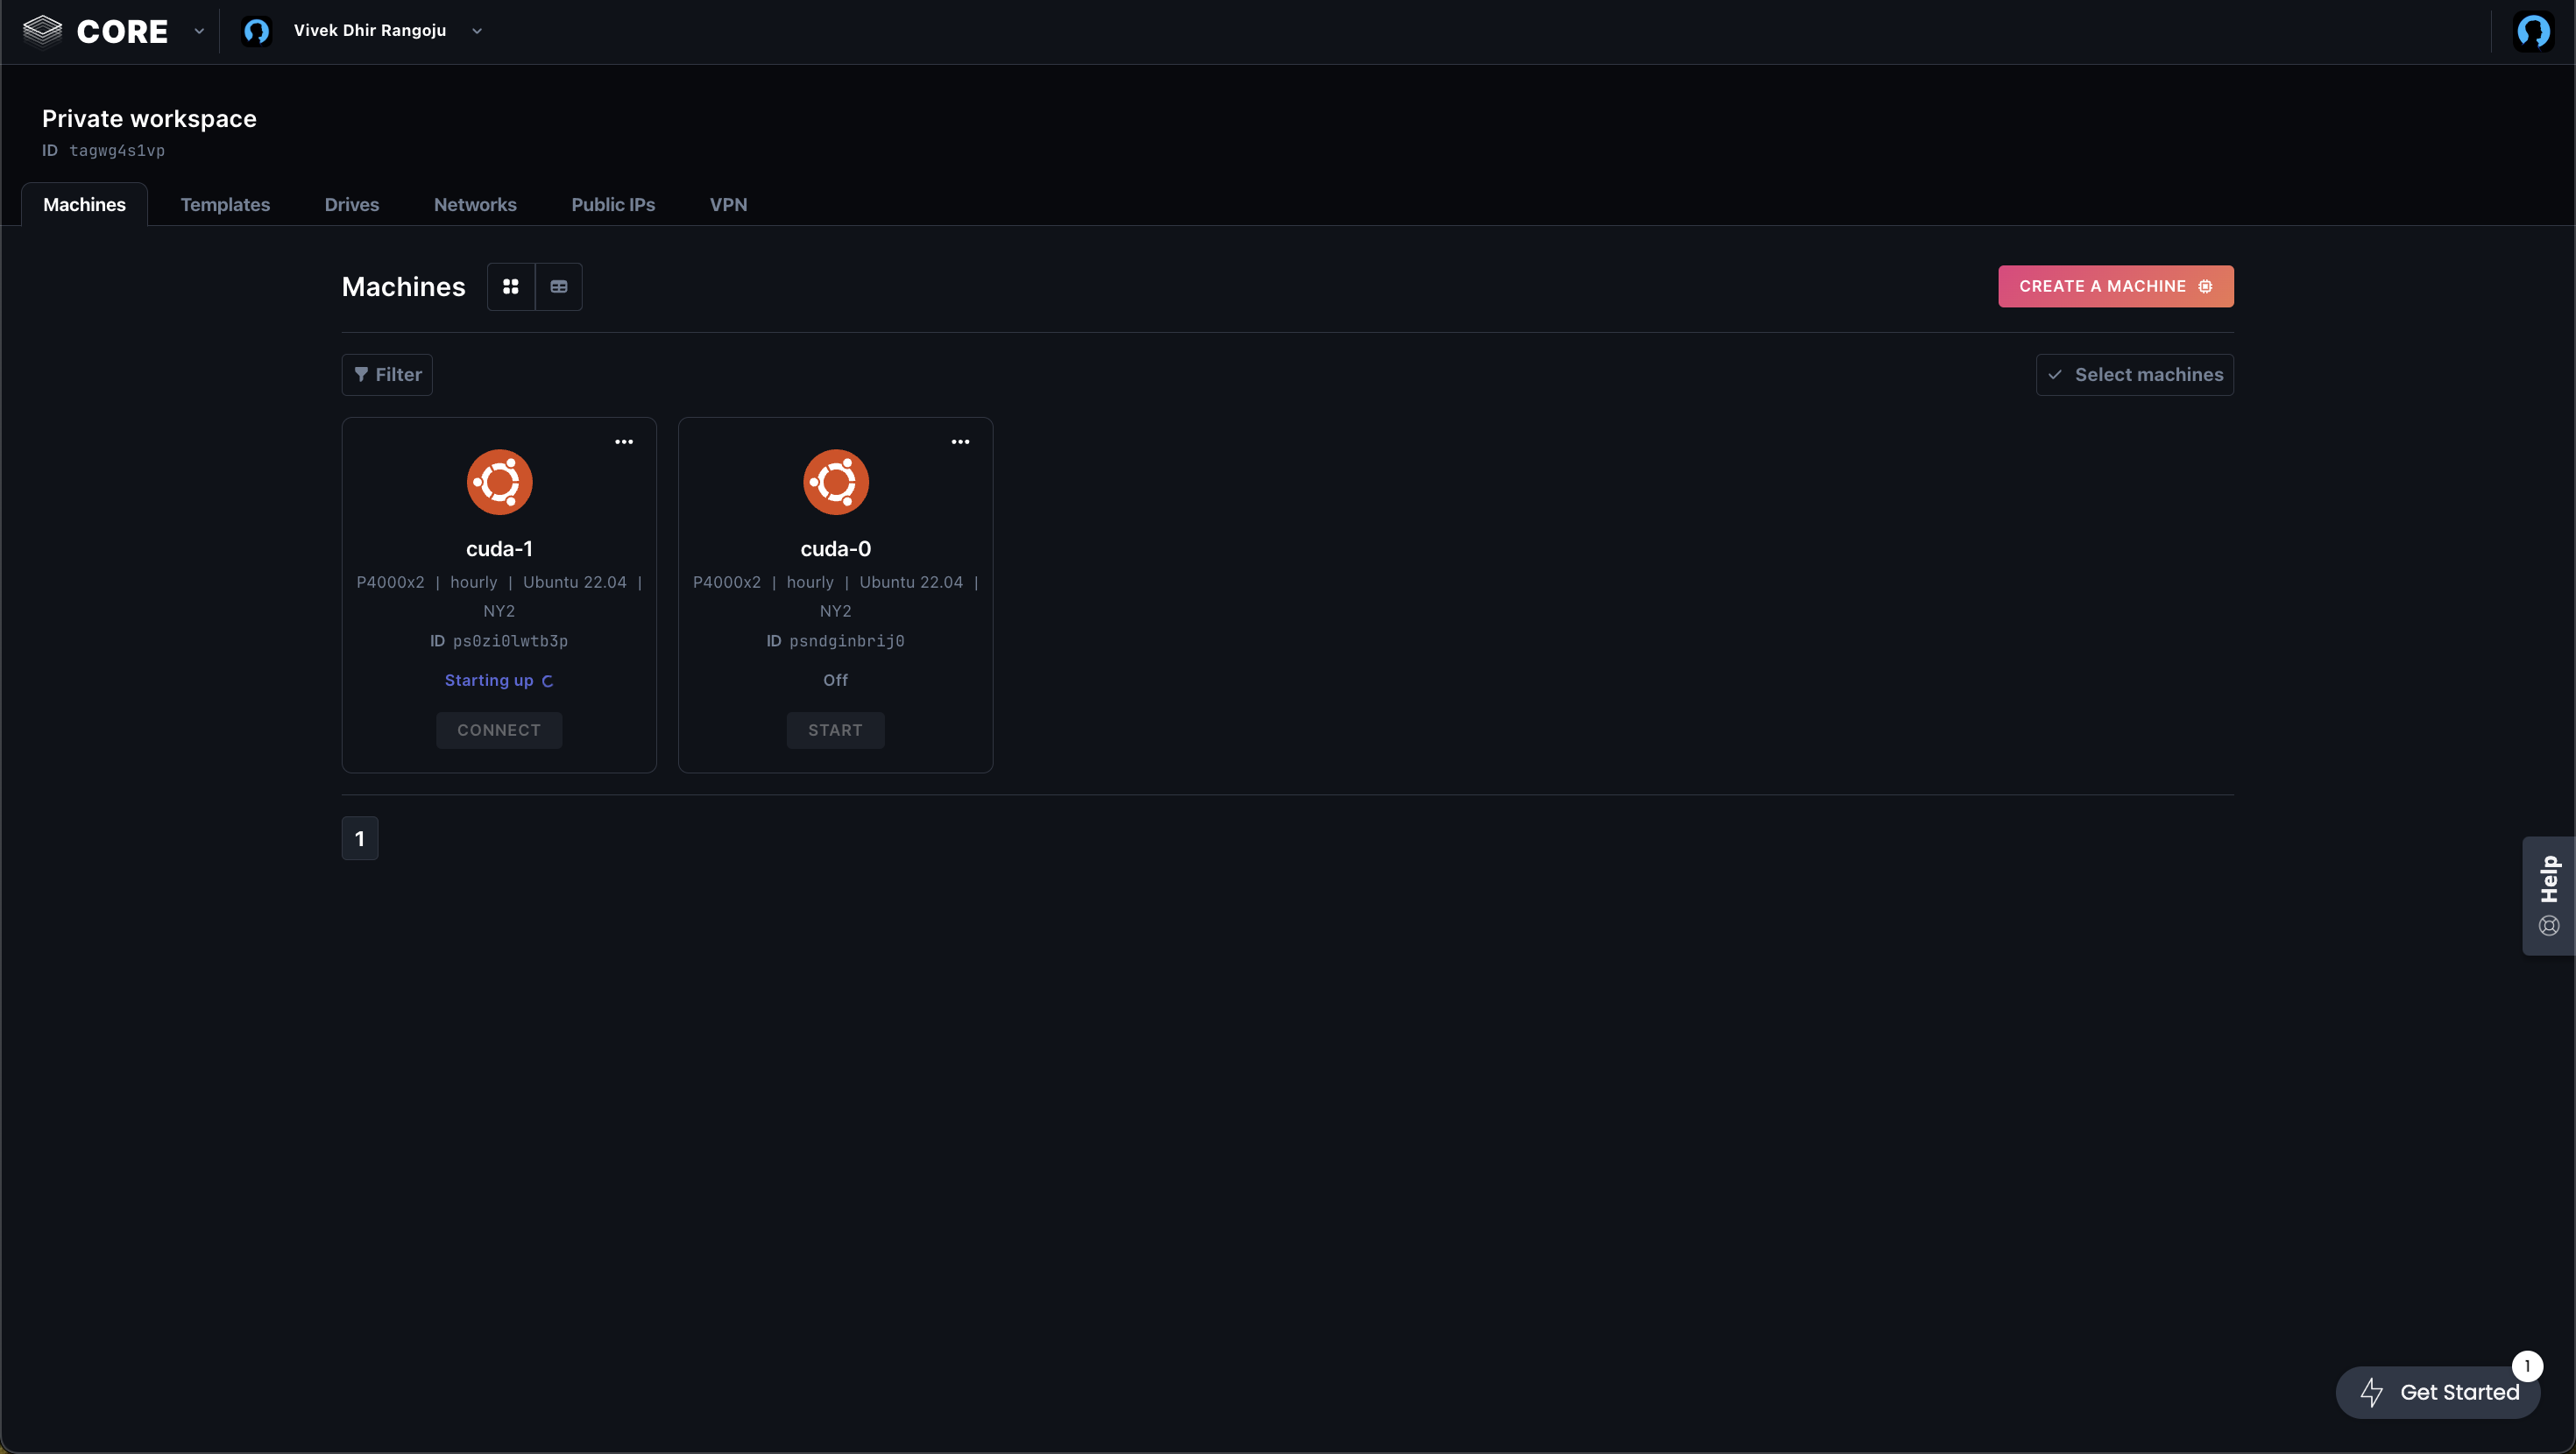 CORE
Vivek Dhir Rangoju
Private workspace
ID tagwg4s1vp
Machines
Templates
Drives
Networks
Public IPs
VPN
Machines
CREATE A MACHINE
Filter
Select machines
cuda-1
P4000x2 | hourly | Ubuntu 22.04 |
NY2
ID ps0zi0lwtb3p
Starting up
CONNECT
cuda-0
P4000x2 | hourly | Ubuntu 22.04 |
NY2
ID psndginbrij0
Off
START
1
Help
1
Get Started